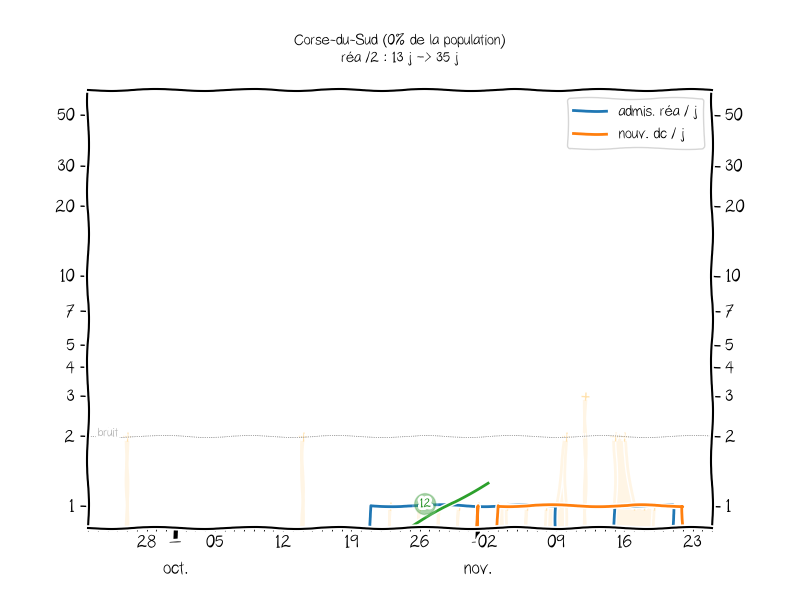 Corse-du-Sud (0% de la population)
réa /2 : 13 j -> 35 j
admis. réa / j
nouv. dc / j
50 50
30 30
20 20
10 10
7 7
5 5
4 4
3 3
bruit
2 2
12
1 1
28 05 12 19 26 02 09 16 23
oct. nov.